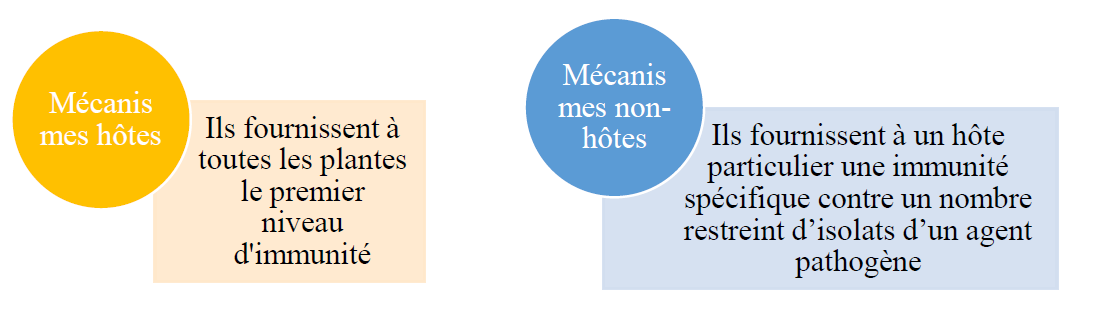 Mécanis
mes hôtes
Ils fournissent à
toutes les plantes
le premier
niveau
d'immunité
Mécanis
mes non-
hôtes
Ils fournissent à un hôte
particulier une immunité
spécifique contre un nombre
restreint d’isolats d’un agent
pathogène